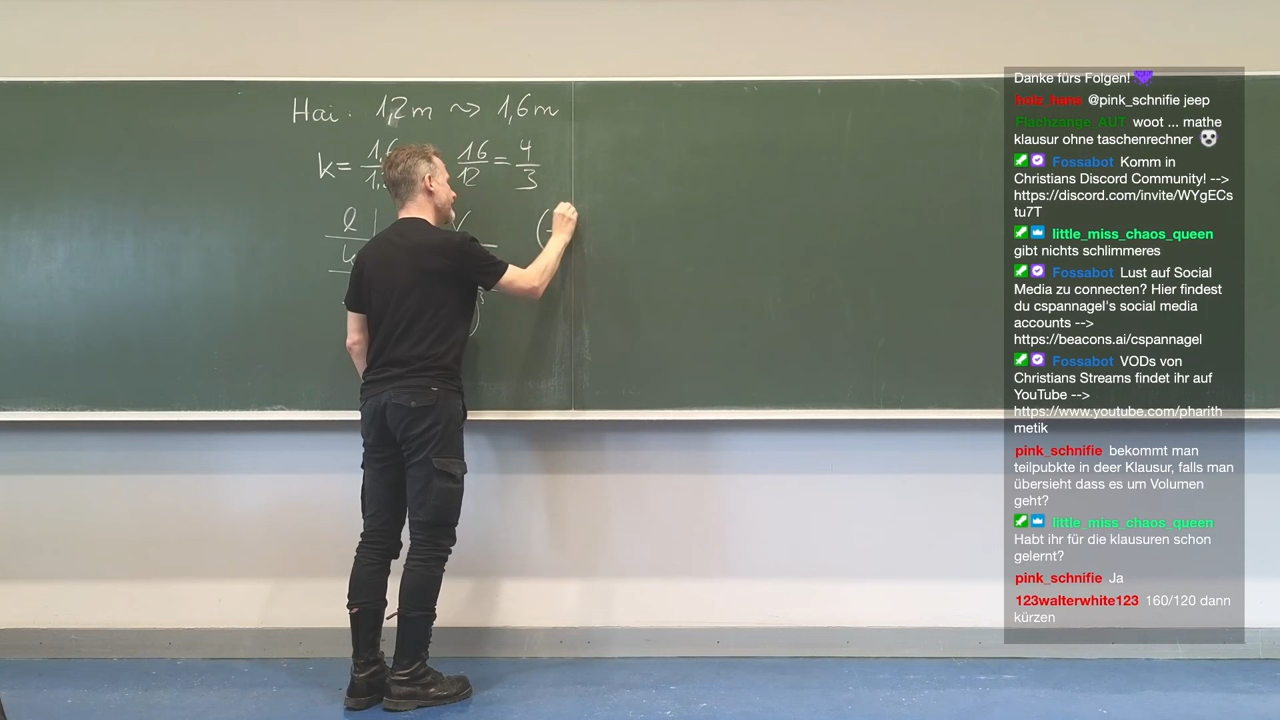 Hai: 1,2m ⇝ 1,6m
k= 16/12 = 4/3
l
k
V
Danke fürs Folgen!
@pink_schnifie jeep
Flachzange_AUT woot ... mathe
klausur ohne taschenrechner
Fossabot Komm in
Christians Discord Community! -->
https://discord.com/invite/WYgECs
tu7T
little_miss_chaos_queen
gibt nichts schlimmeres
Fossabot Lust auf Social
Media zu connecten? Hier findest
du cspannagel's social media
accounts -->
https://beacons.ai/cspannagel
Fossabot VODs von
Christians Streams findet ihr auf
YouTube -->
https://www.youtube.com/pharith
metik
pink_schnifie bekommt man
teilpubkte in deer Klausur, falls man
übersieht dass es um Volumen
geht?
little_miss_chaos_queen
Habt ihr für die klausuren schon
gelernt?
pink_schnifie Ja
123walterwhite123 160/120 dann
kürzen